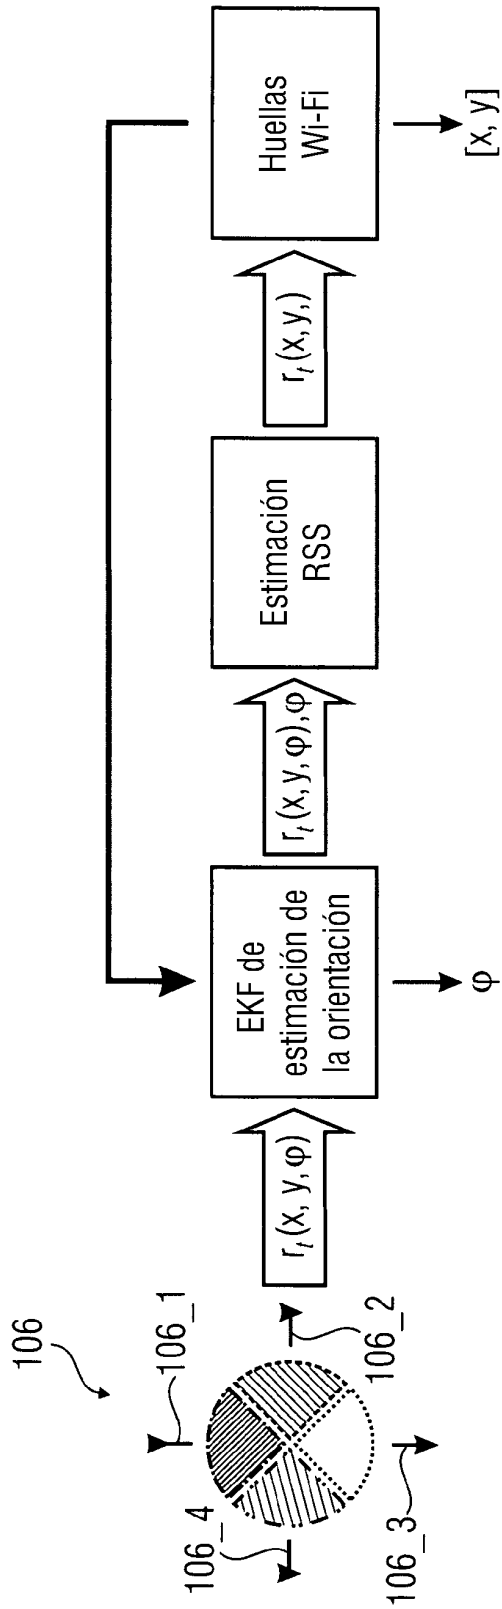 106
106_1
106_2
106_3
106_4
r_t(x, y, φ)
EKF de
estimación de
la orientación
φ
r_t(x, y, φ),φ
Estimación
RSS
r_t(x, y,)
Huellas
Wi-Fi
[x, y]